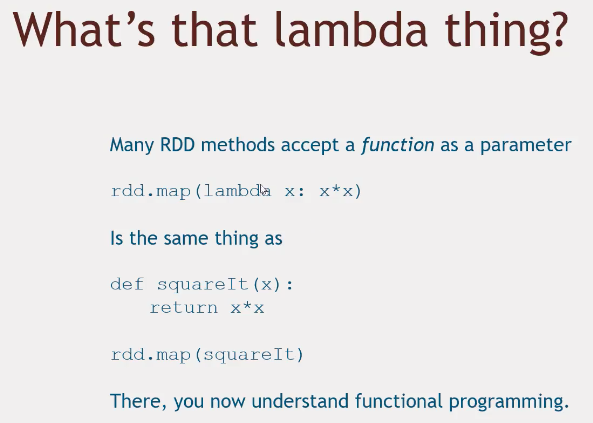 What's that lambda thing?
Many RDD methods accept a function as a parameter
rdd.map(lambda x: x*x)
Is the same thing as
def squareIt(x):
return x*x
rdd.map(squareIt)
There, you now understand functional programming.